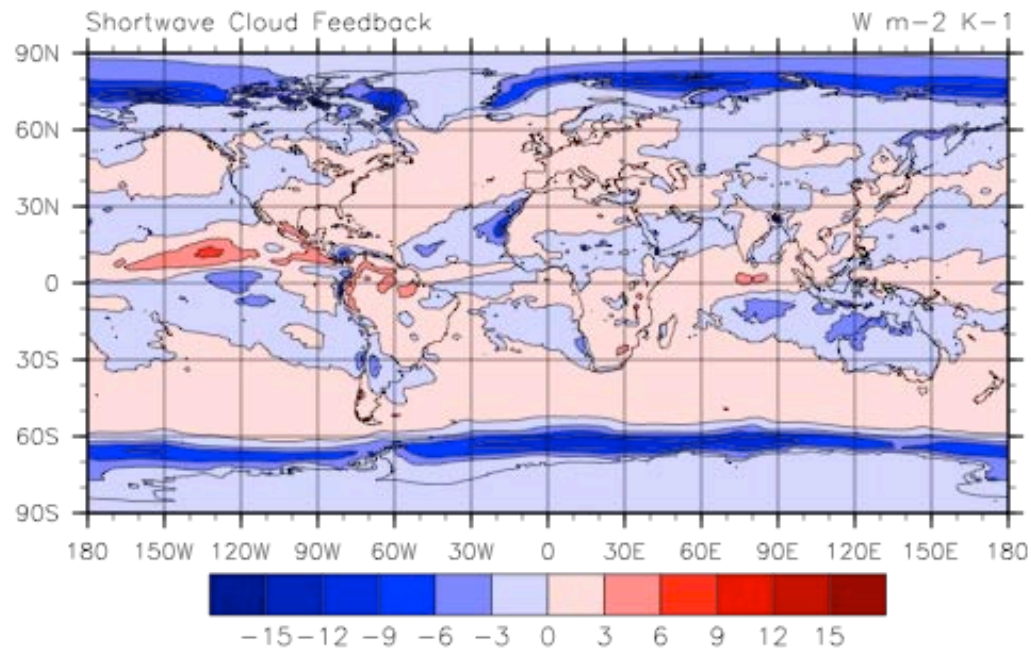 Shortwave Cloud Feedback W m−2 K−1
90N
60N
30N
0
30S
60S
90S
180 150W 120W 90W 60W 30W 0 30E 60E 90E 120E 150E 180
−15 −12 −9 −6 −3 0 3 6 9 12 15